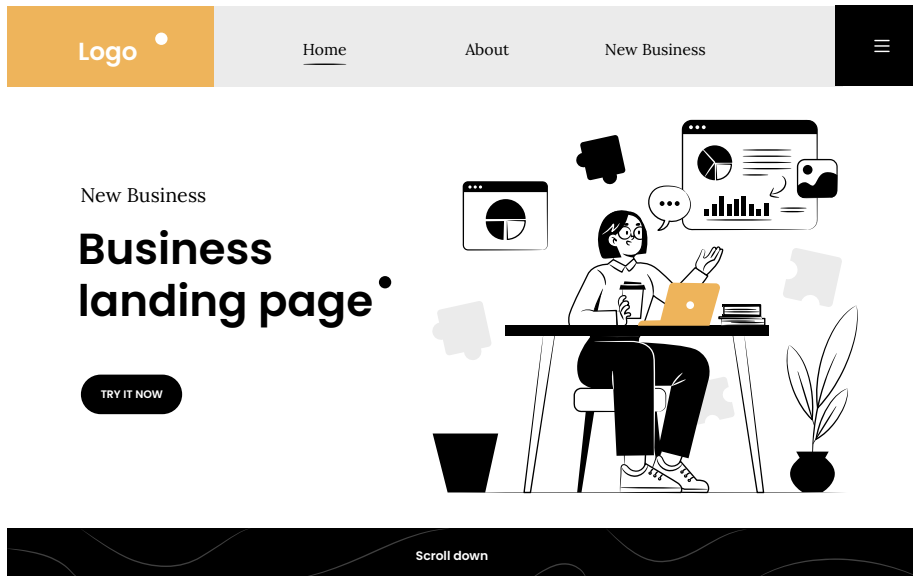 Logo
Home
About
New Business
New Business
Business
landing page
TRY IT NOW
Scroll down